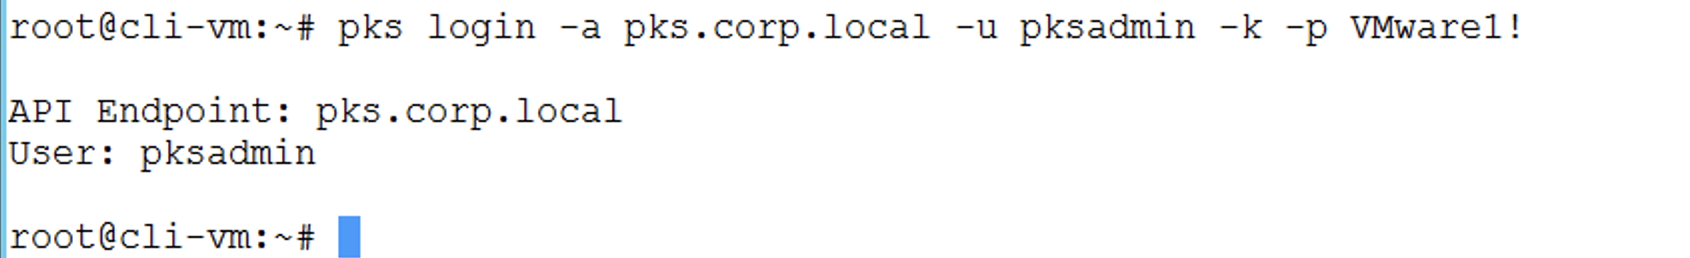 root@cli-vm:~# pks login -a pks.corp.local -u pksadmin -k -p VMware1!
API Endpoint: pks.corp.local
User: pksadmin
root@cli-vm:~#